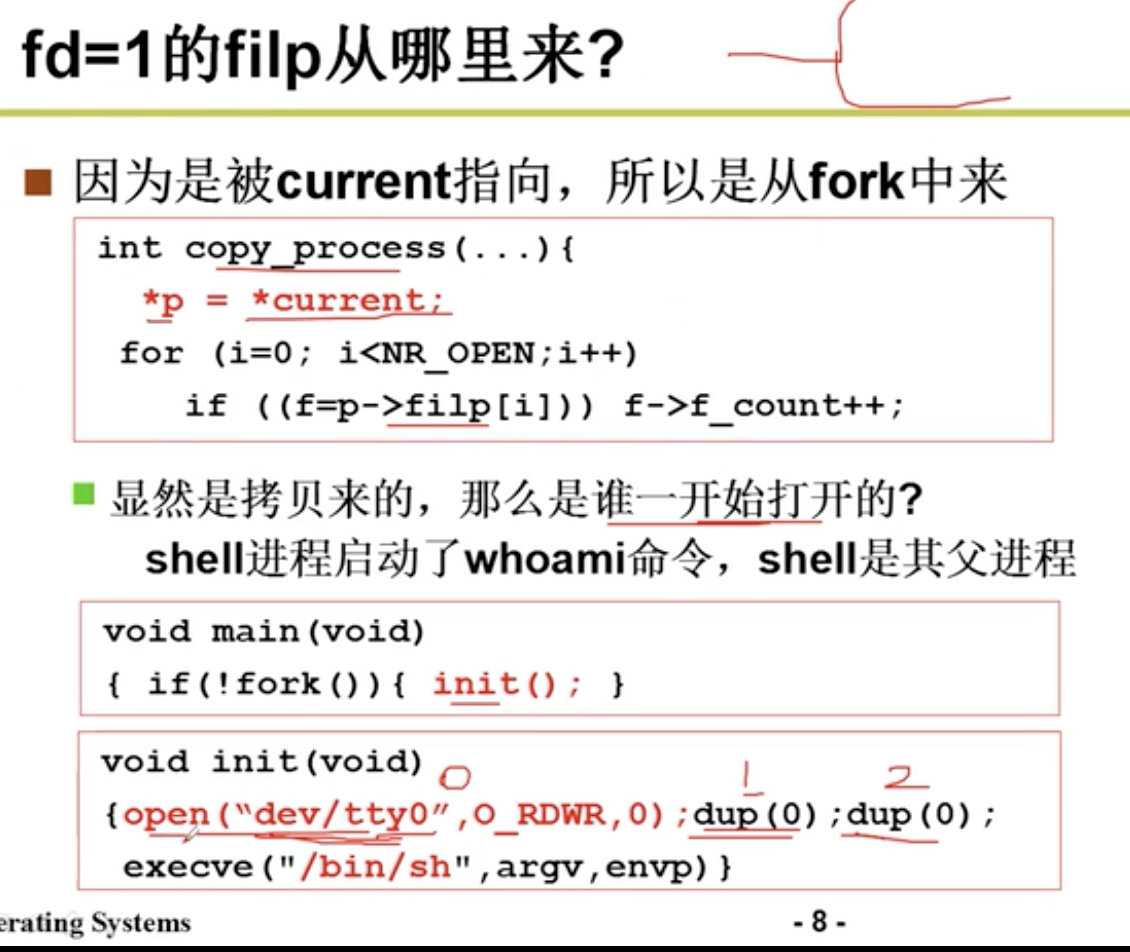 fd=1的filp从哪里来?
因为是被current指向，所以是从fork中来
int copy_process(...){
*p = *current;
for (i=0; i<NR_OPEN;i++)
if ((f=p->filp[i])) f->f_count++;
显然是拷贝来的，那么是谁一开始打开的?
shell进程启动了whoami命令，shell是其父进程
void main(void)
{ if(!fork()){ init(); }
void init(void)
0 1 2
{open(“dev/tty0”,O_RDWR,0);dup(0);dup(0);
execve("/bin/sh",argv,envp)}
erating Systems
- 8 -